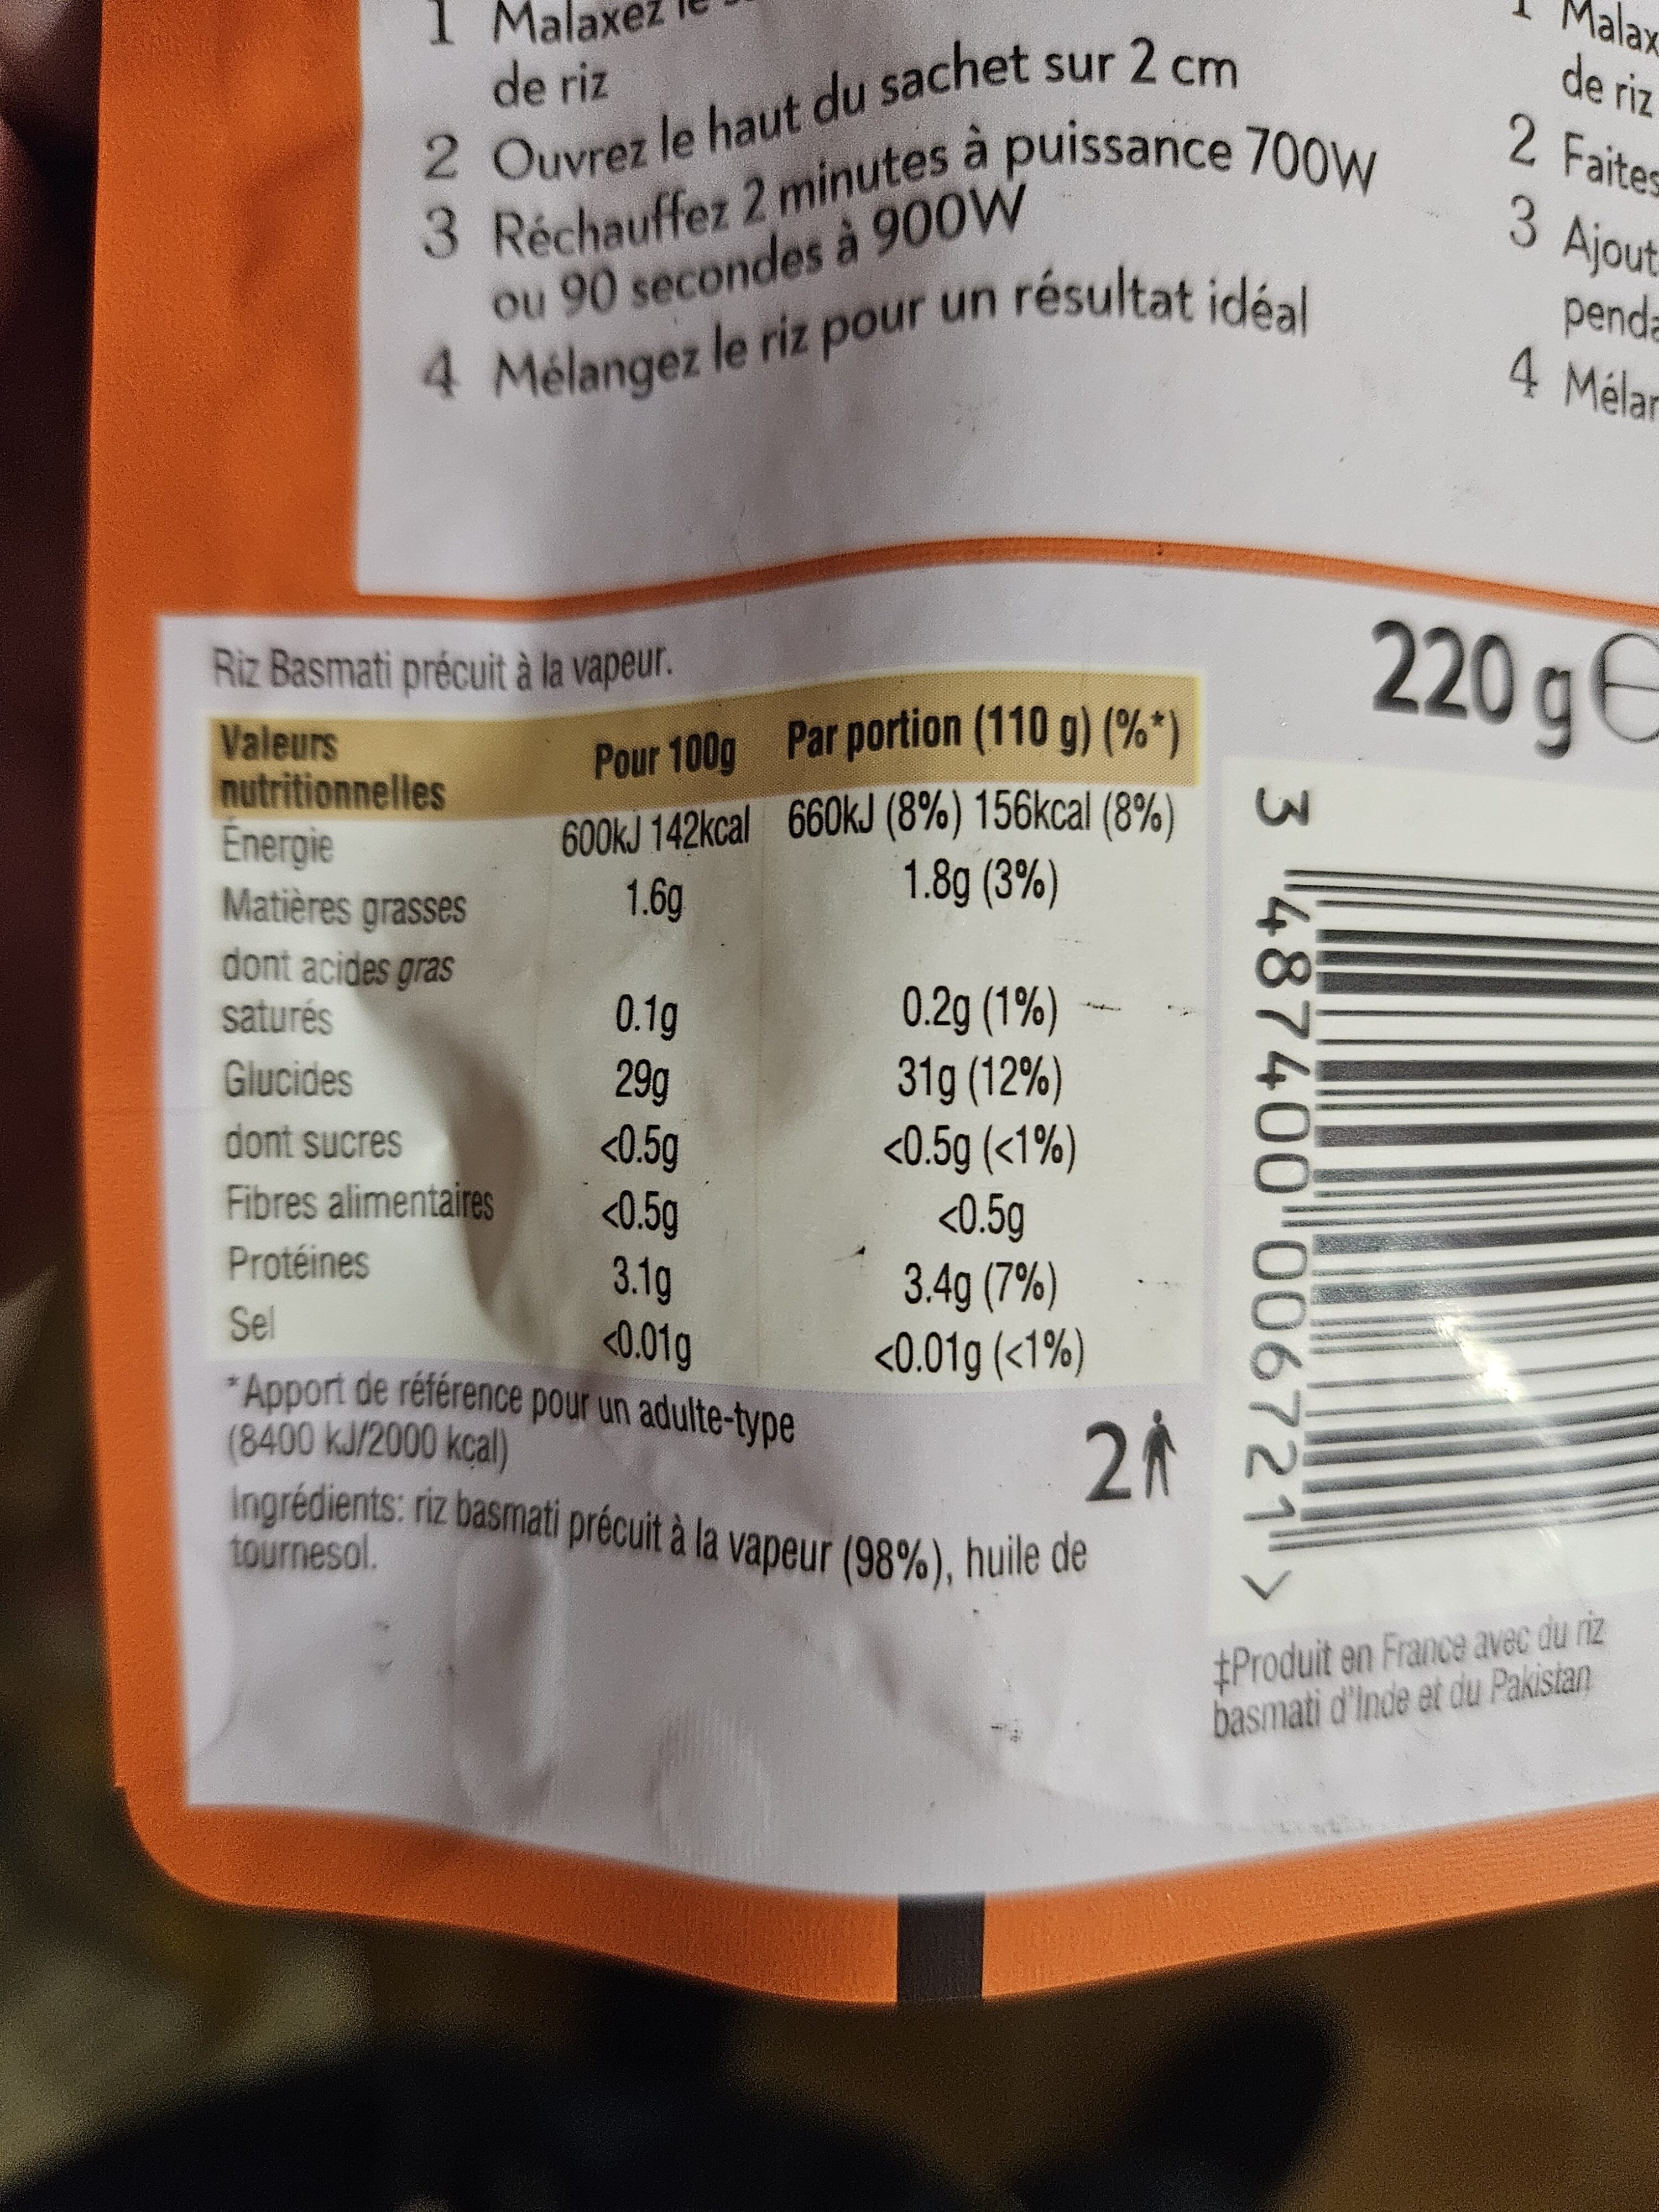 1 Malaxez le
de riz
2 Ouvrez le haut du sachet sur 2 cm
3 Réchauffez 2 minutes à puissance 700W
ou 90 secondes à 900W
4 Mélangez le riz pour un résultat idéal
1 Malax
de riz
2 Faites
3 Ajout
penda
4 Mélan
Riz Basmati précuit à la vapeur.
220 g ℮
Valeurs nutritionnelles Pour 100g Par portion (110 g) (%*)
Énergie 600kJ 142kcal 660kJ (8%) 156kcal (8%)
Matières grasses 1.6g 1.8g (3%)
dont acides gras
saturés 0.1g 0.2g (1%)
Glucides 29g 31g (12%)
dont sucres <0.5g <0.5g (<1%)
Fibres alimentaires <0.5g <0.5g
Protéines 3.1g 3.4g (7%)
Sel <0.01g <0.01g (<1%)
*Apport de référence pour un adulte-type
(8400 kJ/2000 kcal)
2
Ingrédients: riz basmati précuit à la vapeur (98%), huile de
tournesol.
3 487400 006721 >
‡Produit en France avec du riz
basmati d'Inde et du Pakistan